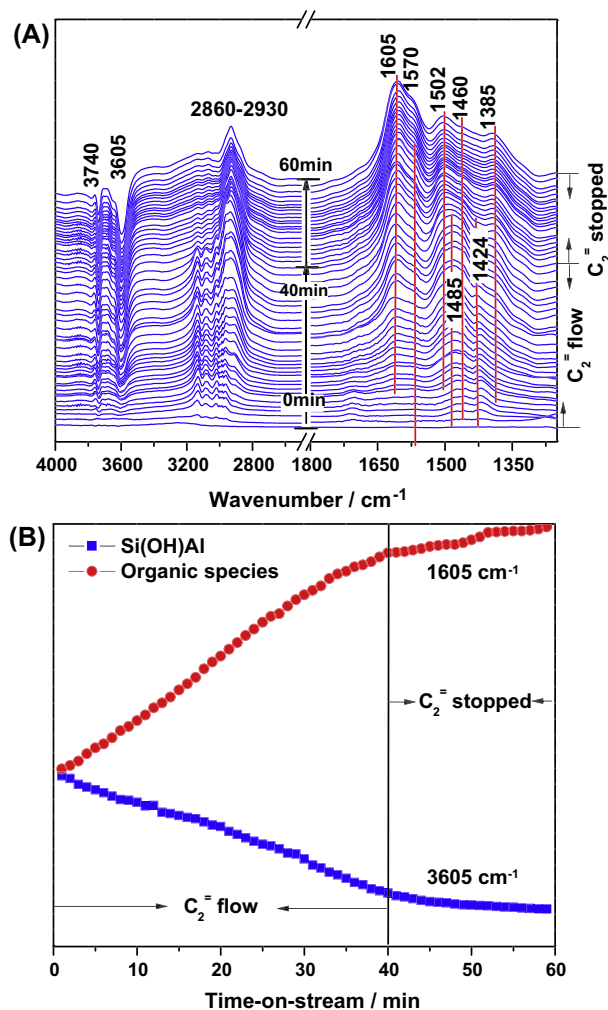 (A)
1605
1570
1502
1460
1385
2860-2930
3740
3605
60min
40min
0min
1485
1424
C₂⁼ stopped
C₂⁼ flow
4000 3600 3200 2800 1800 1650 1500 1350
Wavenumber / cm⁻¹
(B)
Si(OH)Al
Organic species
1605 cm⁻¹
C₂⁼ stopped
3605 cm⁻¹
C₂⁼ flow
0 10 20 30 40 50 60
Time-on-stream / min